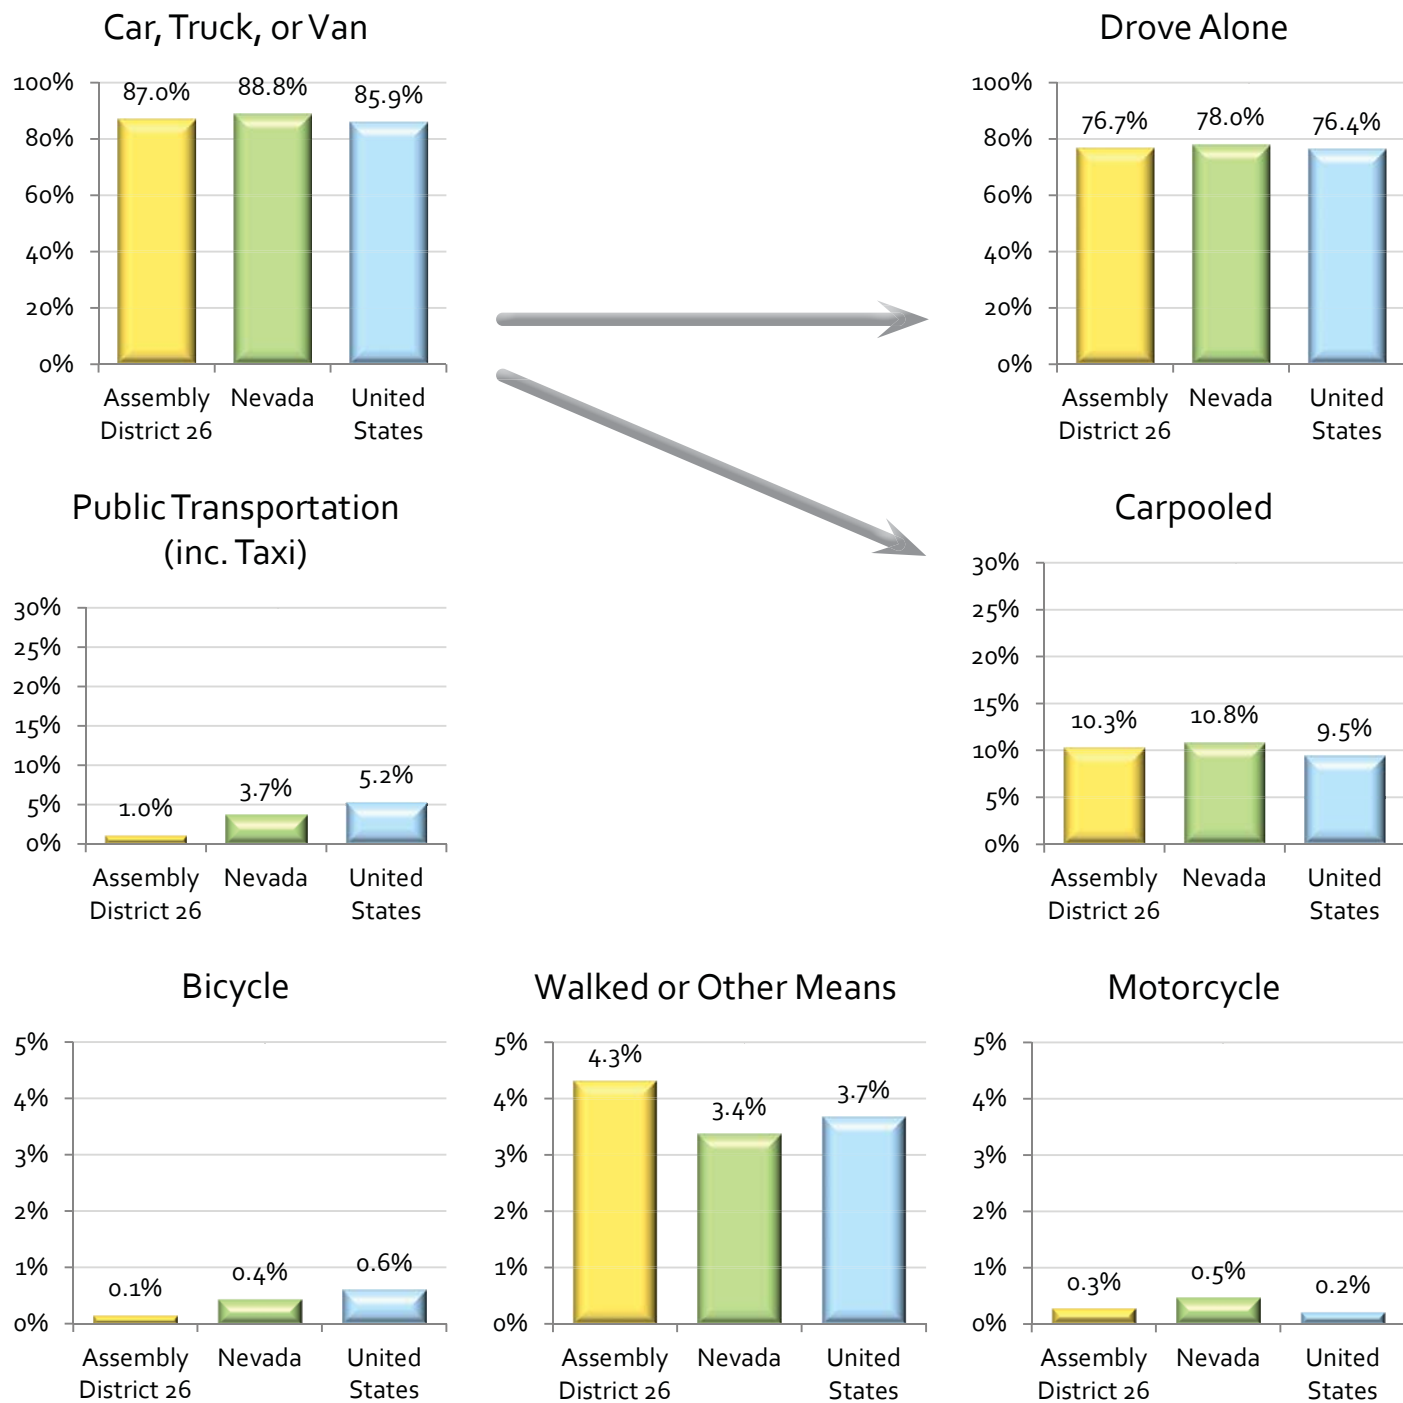 Car, Truck, or Van
100%
80%
60%
40%
20%
0%
87.0%
88.8%
85.9%
Assembly
District 26
Nevada
United
States
Drove Alone
100%
80%
60%
40%
20%
0%
76.7%
78.0%
76.4%
Assembly
District 26
Nevada
United
States
Public Transportation
(inc. Taxi)
30%
25%
20%
15%
10%
5%
0%
1.0%
3.7%
5.2%
Assembly
District 26
Nevada
United
States
Carpooled
30%
25%
20%
15%
10%
5%
0%
10.3%
10.8%
9.5%
Assembly
District 26
Nevada
United
States
Bicycle
5%
4%
3%
2%
1%
0%
0.1%
0.4%
0.6%
Assembly
District 26
Nevada
United
States
Walked or Other Means
5%
4%
3%
2%
1%
0%
4.3%
3.4%
3.7%
Assembly
District 26
Nevada
United
States
Motorcycle
5%
4%
3%
2%
1%
0%
0.3%
0.5%
0.2%
Assembly
District 26
Nevada
United
States